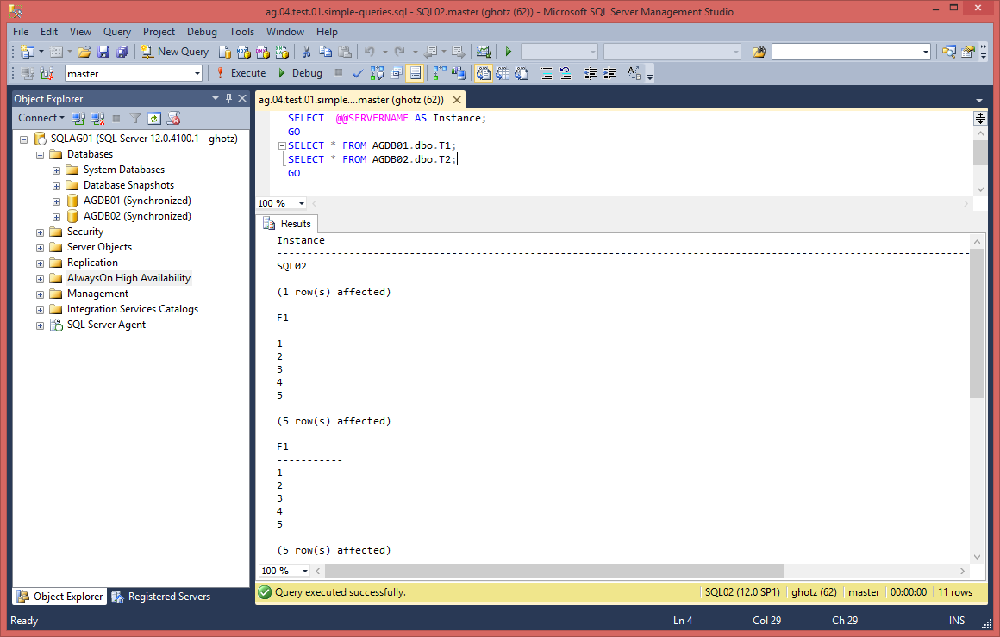 ag.04.test.01.simple-queries.sql - SQL02.master (ghotz (62)) - Microsoft SQL Server Management Studio
File Edit View Query Project Debug Tools Window Help
New Query
master Execute Debug
Object Explorer
Connect
SQLAG01 (SQL Server 12.0.4100.1 - ghotz)
Databases
System Databases
Database Snapshots
AGDB01 (Synchronized)
AGDB02 (Synchronized)
Security
Server Objects
Replication
AlwaysOn High Availability
Management
Integration Services Catalogs
SQL Server Agent
Object Explorer Registered Servers
ag.04.test.01.simple....master (ghotz (62))
SELECT @@SERVERNAME AS Instance;
GO
SELECT * FROM AGDB01.dbo.T1;
SELECT * FROM AGDB02.dbo.T2;
GO
100 %
Results
Instance
SQL02
(1 row(s) affected)
F1
-----------
1
2
3
4
5
(5 row(s) affected)
F1
-----------
1
2
3
4
5
(5 row(s) affected)
100 %
Query executed successfully. SQL02 (12.0 SP1) ghotz (62) master 00:00:00 11 rows
Ready Ln 4 Col 29 Ch 29 INS